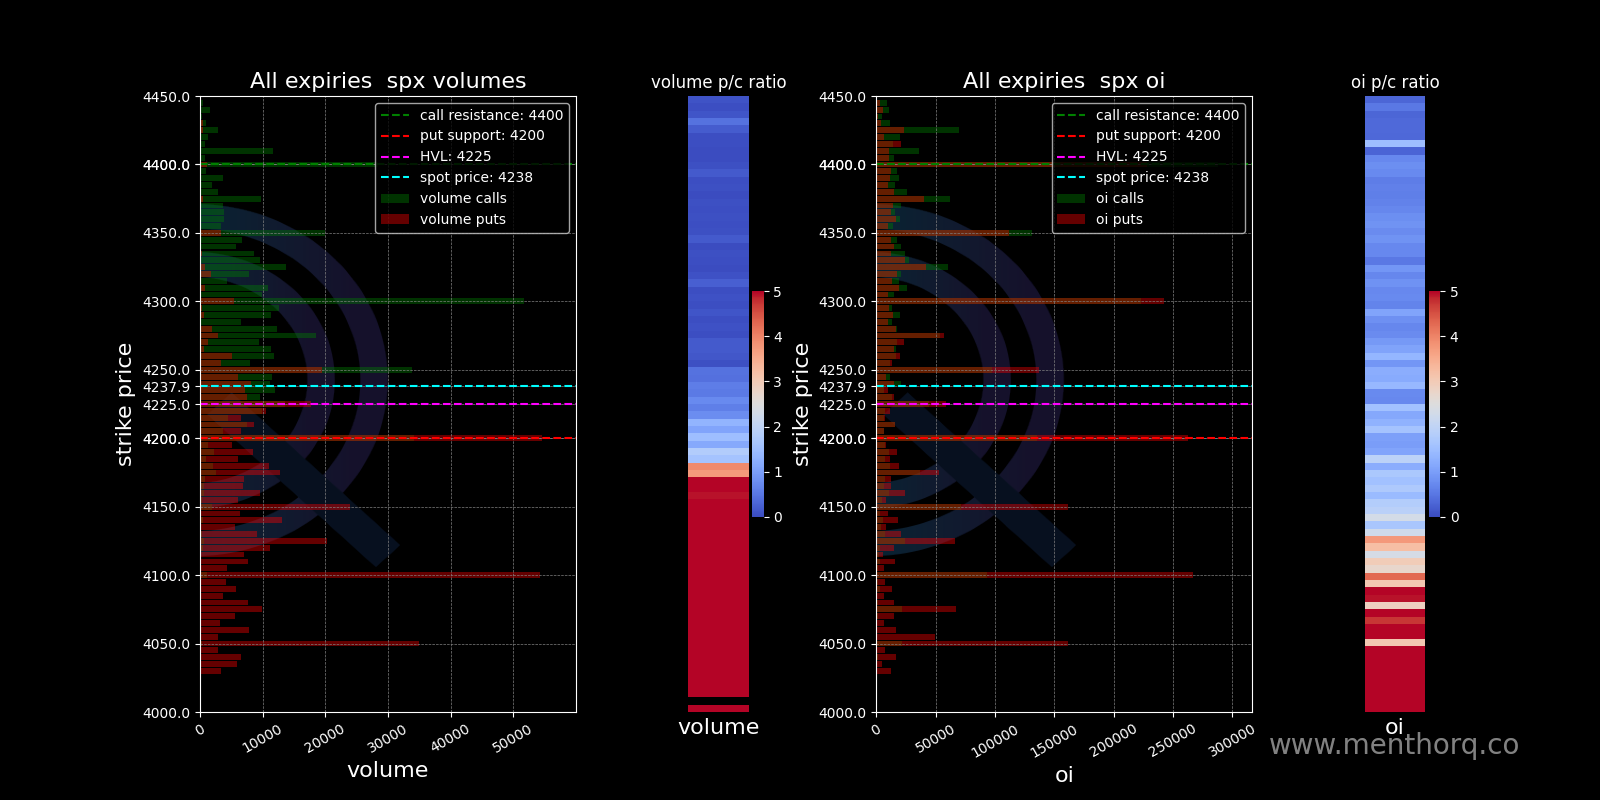 All expiries  spx volumes
volume p/c ratio
All expiries  spx oi
oi p/c ratio
call resistance: 4400
put support: 4200
HVL: 4225
spot price: 4238
volume calls
volume puts
call resistance: 4400
put support: 4200
HVL: 4225
spot price: 4238
oi calls
oi puts
strike price
4450.0
4400.0
4350.0
4300.0
4250.0
4237.9
4225.0
4200.0
4150.0
4100.0
4050.0
4000.0
0
10000
20000
30000
40000
50000
volume
5
4
3
2
1
0
volume
strike price
4450.0
4400.0
4350.0
4300.0
4250.0
4237.9
4225.0
4200.0
4150.0
4100.0
4050.0
4000.0
0
50000
100000
150000
200000
250000
300000
oi
5
4
3
2
1
0
oi
www.menthorq.co